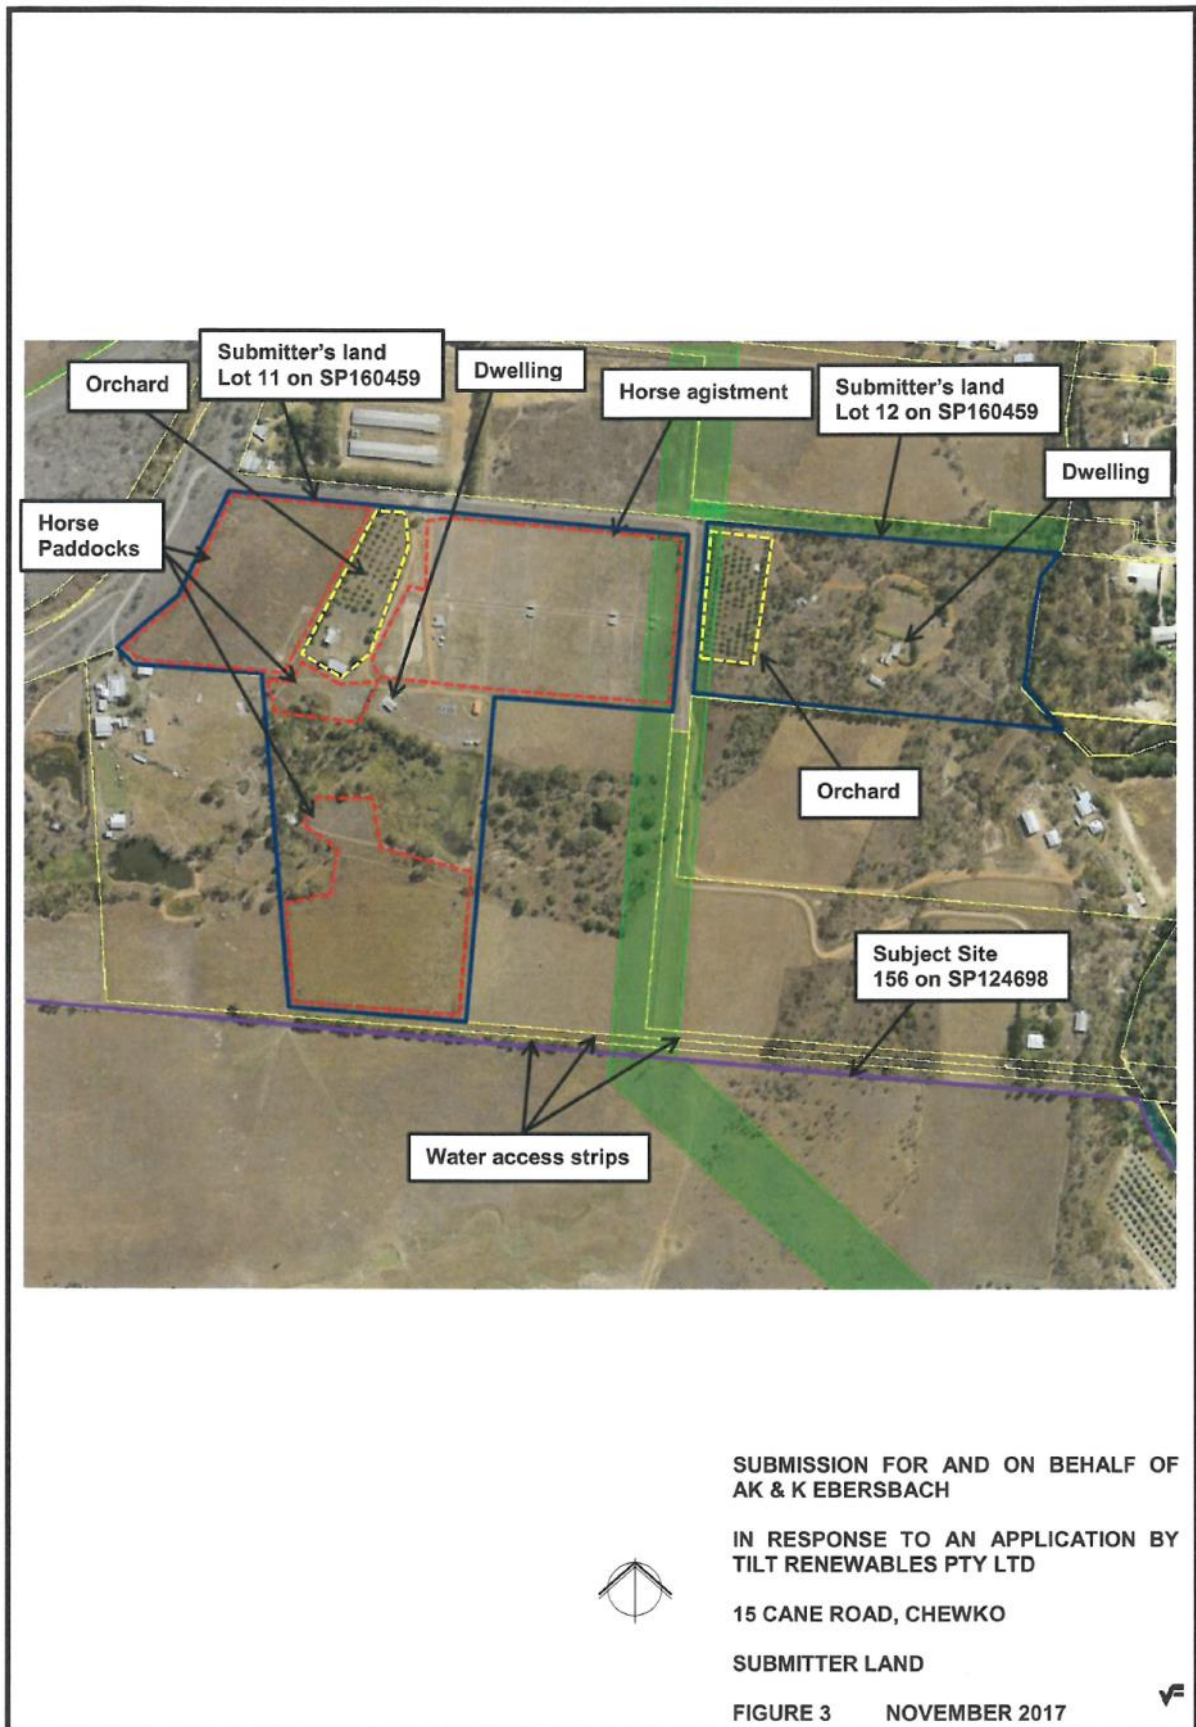 Submitter's land
Lot 11 on SP160459
Orchard
Dwelling
Horse agistment
Submitter's land
Lot 12 on SP160459
Dwelling
Horse
Paddocks
Orchard
Subject Site
156 on SP124698
Water access strips
SUBMISSION FOR AND ON BEHALF OF
AK & K EBERSBACH
IN RESPONSE TO AN APPLICATION BY
TILT RENEWABLES PTY LTD
15 CANE ROAD, CHEWKO
SUBMITTER LAND
FIGURE 3 NOVEMBER 2017